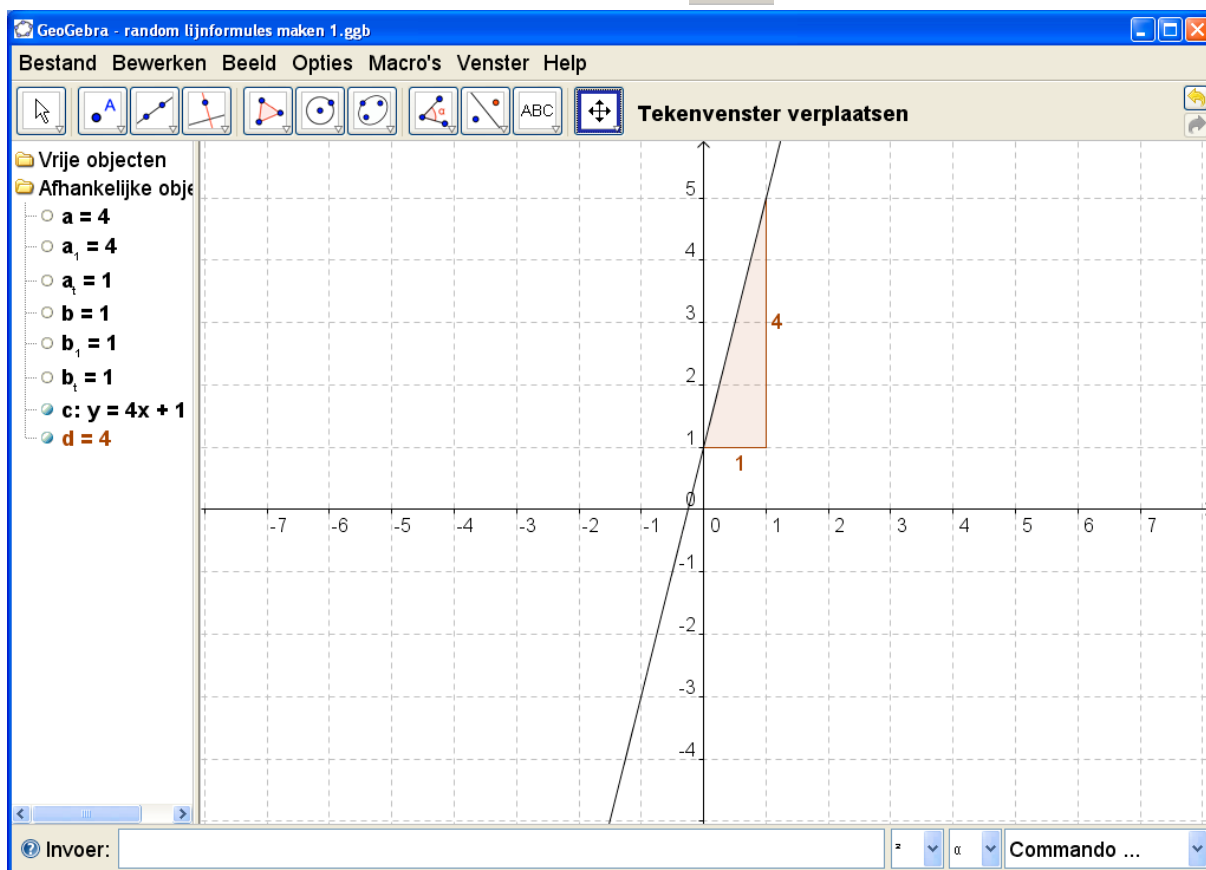 GeoGebra - random lijnformules maken 1.ggb
Bestand Bewerken Beeld Opties Macro's Venster Help
A α ABC Tekenvenster verplaatsen
Vrije objecten
Afhankelijke obje
a = 4
a₁ = 4
aₜ = 1
b = 1
b₁ = 1
bₜ = 1
c: y = 4x + 1
d = 4
5
4
3
4
2
1
1
0
-7 -6 -5 -4 -3 -2 -1 0 1 2 3 4 5 6 7
-1
-2
-3
-4
Invoer: ² α Commando ...